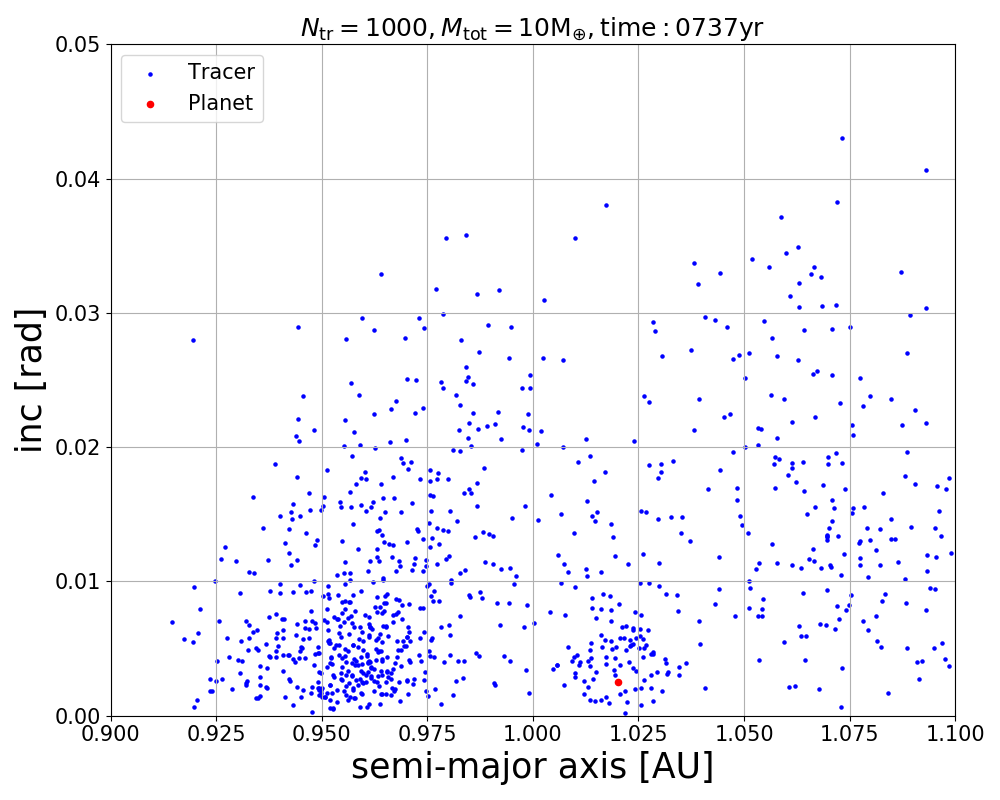 N_tr = 1000, M_tot = 10M_⊕, time : 0737yr
0.05
Tracer
Planet
0.04
0.03
inc [rad]
0.02
0.01
0.00
0.900 0.925 0.950 0.975 1.000 1.025 1.050 1.075 1.100
semi-major axis [AU]